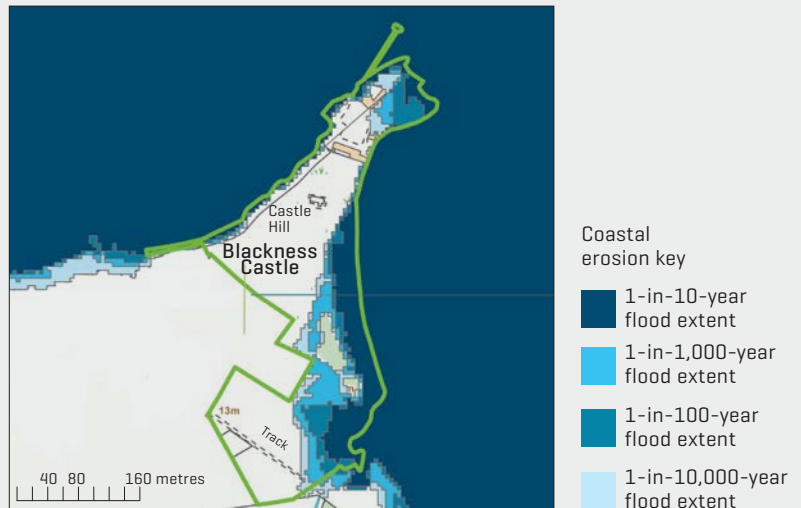 Castle
Hill
Blackness
Castle
13m
Track
40 80 160 metres
Coastal
erosion key
1-in-10-year
flood extent
1-in-1,000-year
flood extent
1-in-100-year
flood extent
1-in-10,000-year
flood extent